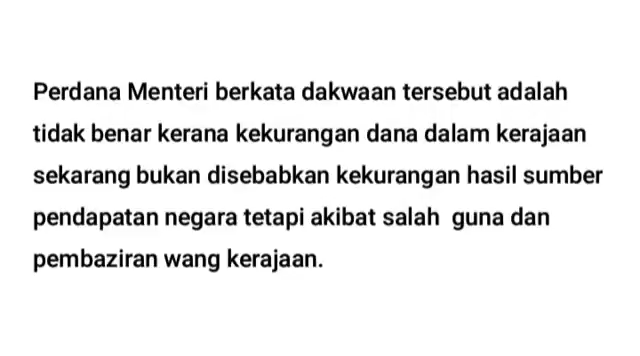 Perdana Menteri berkata dakwaan tersebut adalah
tidak benar kerana kekurangan dana dalam kerajaan
sekarang bukan disebabkan kekurangan hasil sumber
pendapatan negara tetapi akibat salah guna dan
pembaziran wang kerajaan.